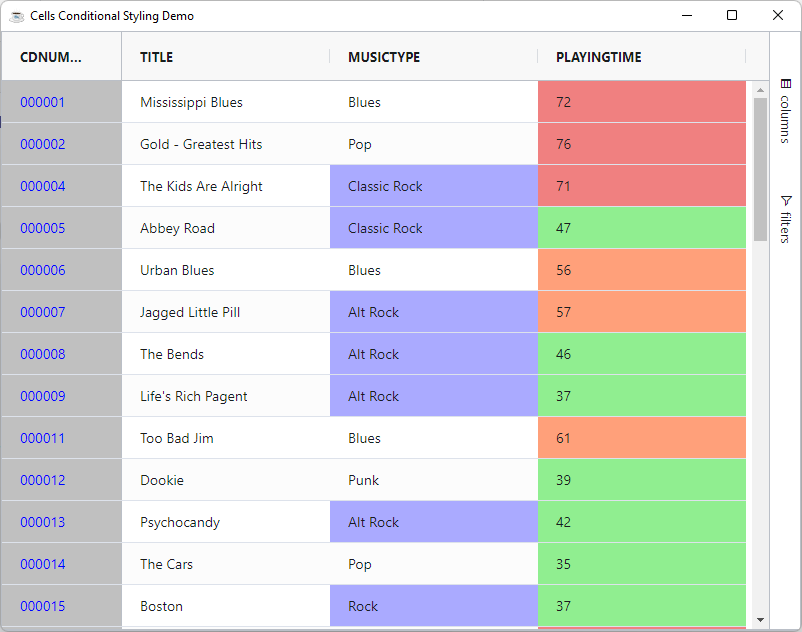 Cells Conditional Styling Demo
CDNUM... TITLE MUSICTYPE PLAYINGTIME
000001 Mississippi Blues Blues 72
000002 Gold - Greatest Hits Pop 76
000004 The Kids Are Alright Classic Rock 71
000005 Abbey Road Classic Rock 47
000006 Urban Blues Blues 56
000007 Jagged Little Pill Alt Rock 57
000008 The Bends Alt Rock 46
000009 Life's Rich Pagent Alt Rock 37
000011 Too Bad Jim Blues 61
000012 Dookie Punk 39
000013 Psychocandy Alt Rock 42
000014 The Cars Pop 35
000015 Boston Rock 37
columns
filters